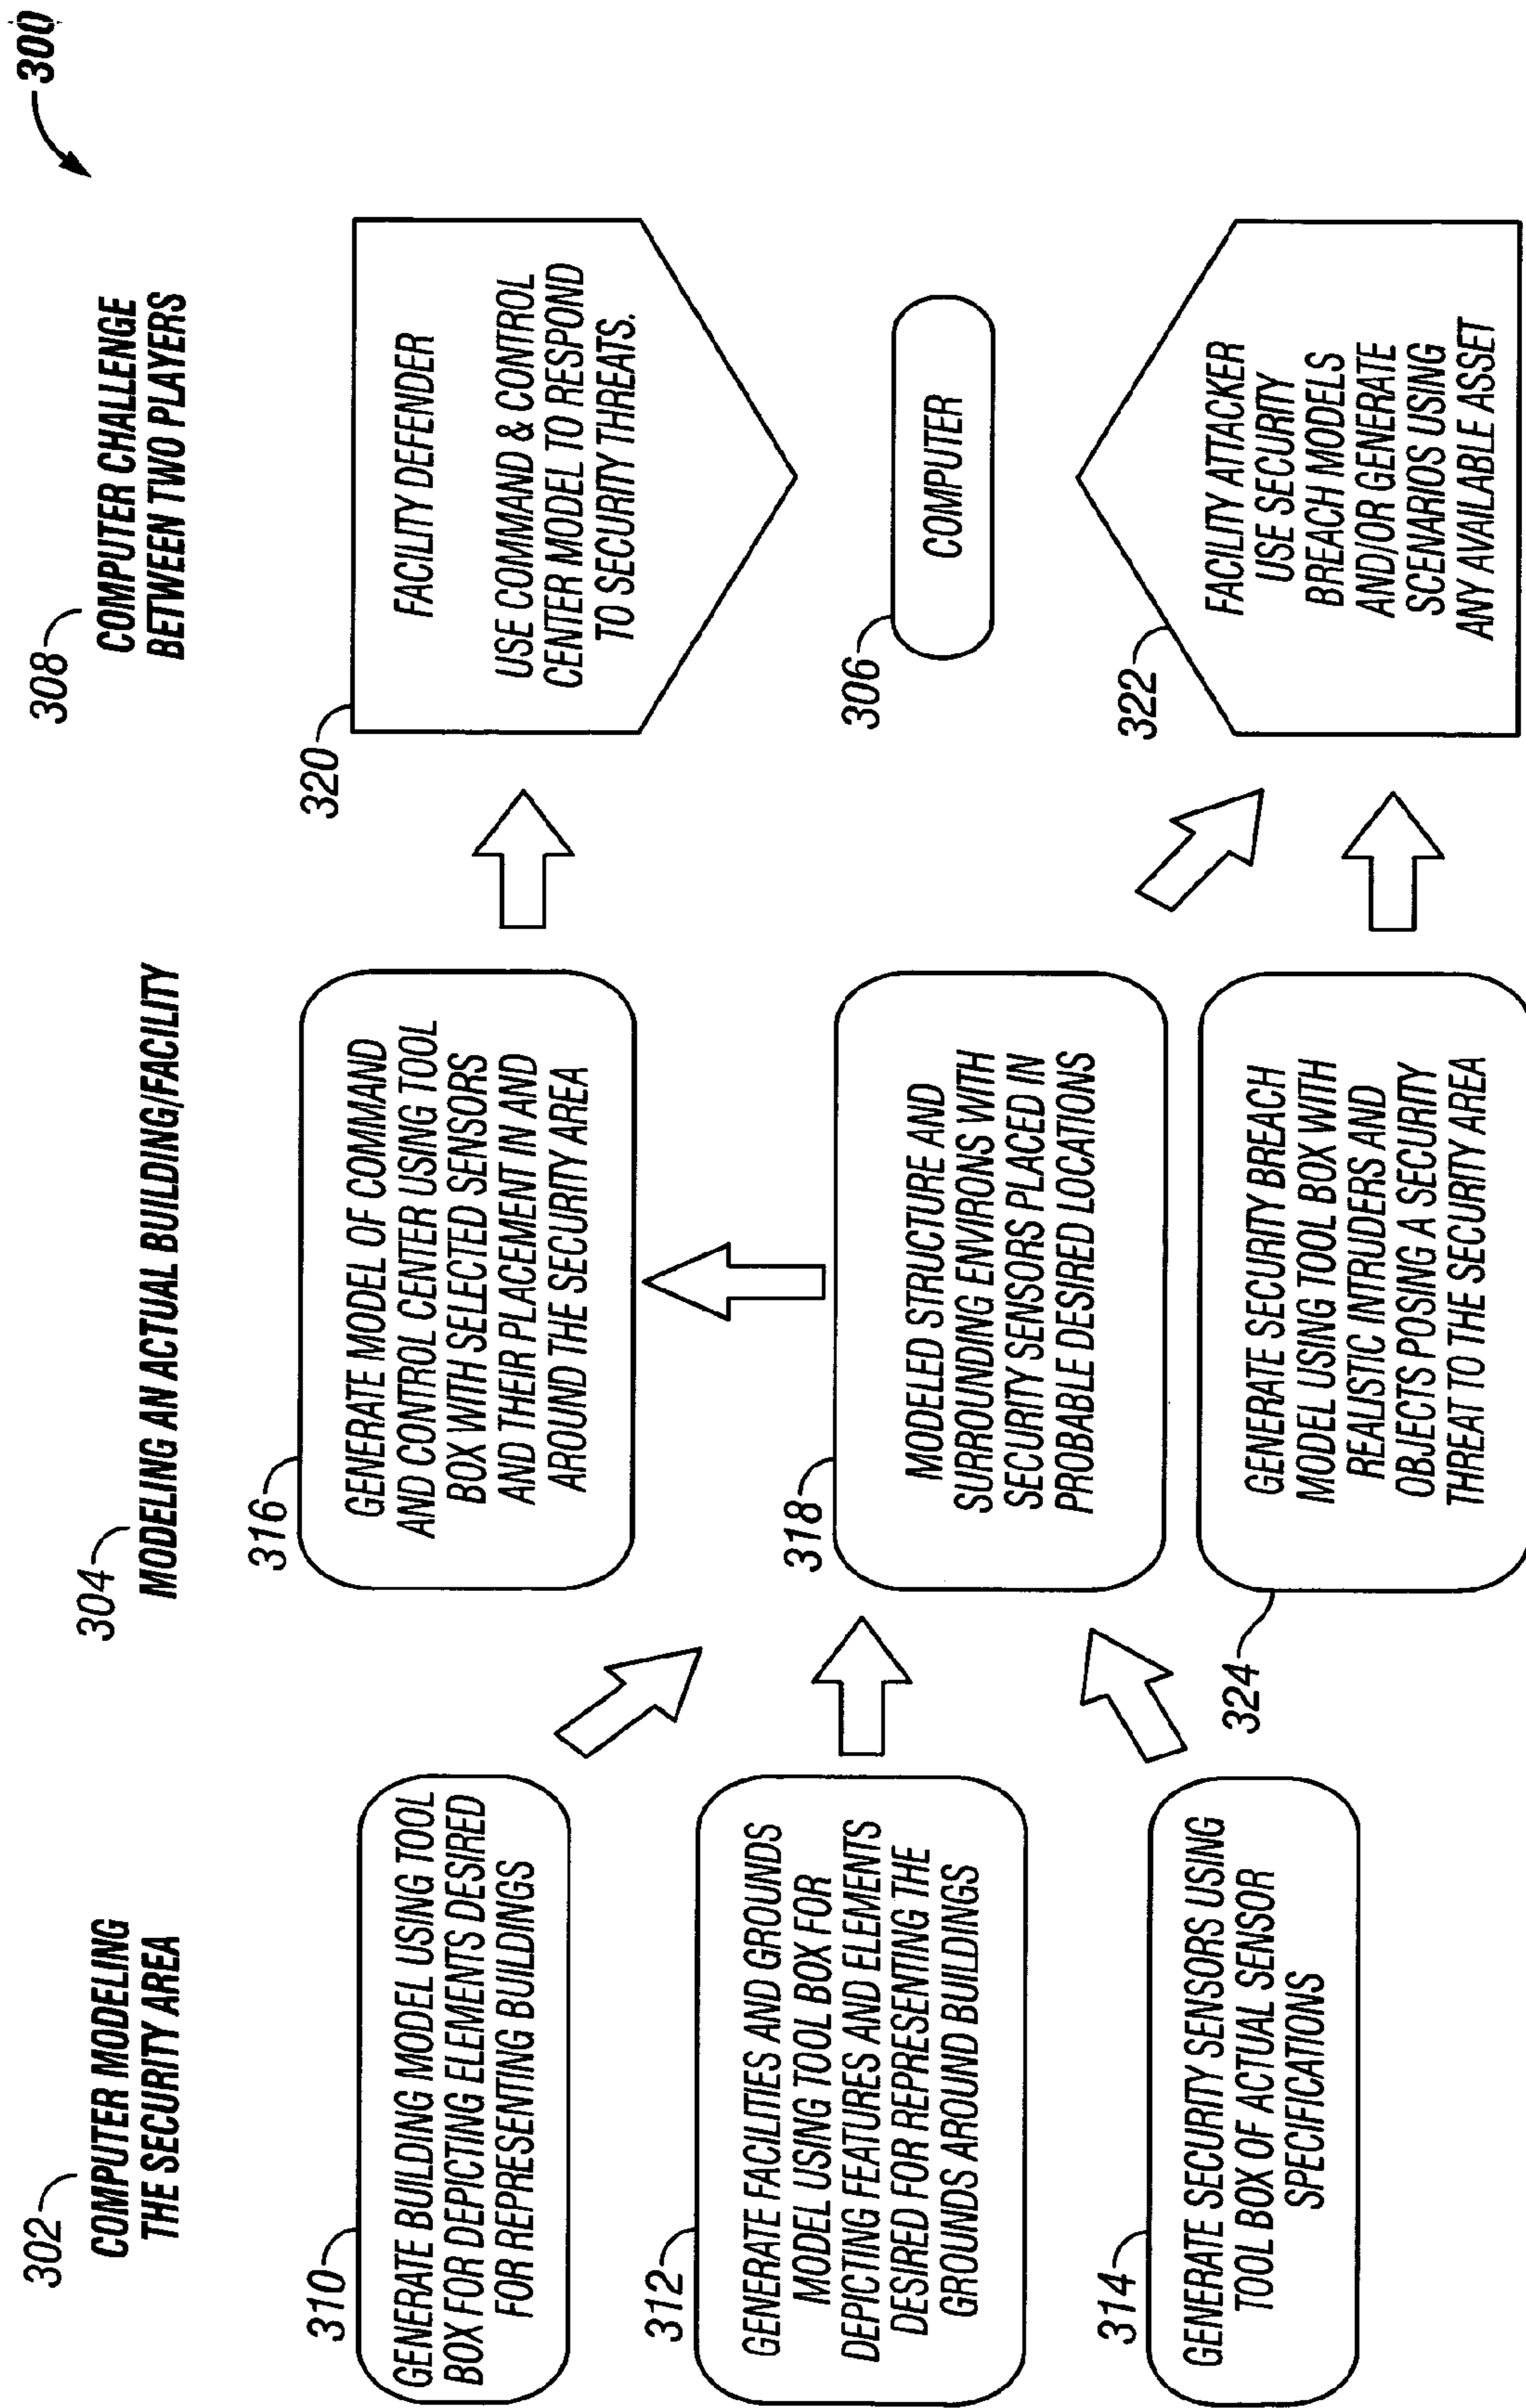 300
302
COMPUTER MODELING
THE SECURITY AREA
310
GENERATE BUILDING MODEL USING TOOL
BOX FOR DEPICTING ELEMENTS DESIRED
FOR REPRESENTING BUILDINGS
312
GENERATE FACILITIES AND GROUNDS
MODEL USING TOOL BOX FOR
DEPICTING FEATURES AND ELEMENTS
DESIRED FOR REPRESENTING THE
GROUNDS AROUND BUILDINGS
314
GENERATE SECURITY SENSORS USING
TOOL BOX OF ACTUAL SENSOR
SPECIFICATIONS
304
MODELING AN ACTUAL BUILDING/FACILITY
316
GENERATE MODEL OF COMMAND
AND CONTROL CENTER USING TOOL
BOX WITH SELECTED SENSORS
AND THEIR PLACEMENT IN AND
AROUND THE SECURITY AREA
318
MODELED STRUCTURE AND
SURROUNDING ENVIRONS WITH
SECURITY SENSORS PLACED IN
PROBABLE DESIRED LOCATIONS
324
GENERATE SECURITY BREACH
MODEL USING TOOL BOX WITH
REALISTIC INTRUDERS AND
OBJECTS POSING A SECURITY
THREAT TO THE SECURITY AREA
308
COMPUTER CHALLENGE
BETWEEN TWO PLAYERS
320
FACILITY DEFENDER
USE COMMAND & CONTROL
CENTER MODEL TO RESPOND
TO SECURITY THREATS.
306
COMPUTER
322
FACILITY ATTACKER
USE SECURITY
BREACH MODELS
AND/OR GENERATE
SCENARIOS USING
ANY AVAILABLE ASSET